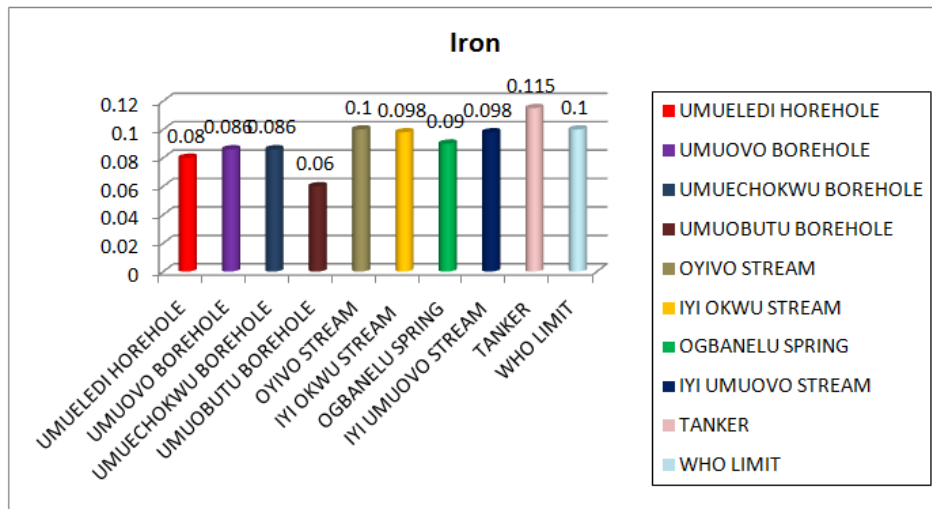 Iron
0.12
0.1
0.08
0.06
0.04
0.02
0
0.08
0.086
0.086
0.06
0.1
0.098
0.09
0.098
0.115
0.1
UMUELEDI HOREHOLE
UMUOVO BOREHOLE
UMUECHOKWU BOREHOLE
UMUOBUTU BOREHOLE
OYIVO STREAM
IYI OKWU STREAM
OGBANELU SPRING
IYI UMUOVO STREAM
TANKER
WHO LIMIT
UMUELEDI HOREHOLE
UMUOVO BOREHOLE
UMUECHOKWU BOREHOLE
UMUOBUTU BOREHOLE
OYIVO STREAM
IYI OKWU STREAM
OGBANELU SPRING
IYI UMUOVO STREAM
TANKER
WHO LIMIT